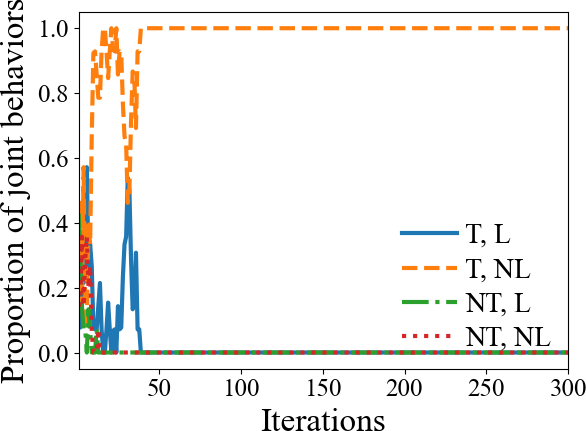 Proportion of joint behaviors
1.0
0.8
0.6
0.4
0.2
0.0
T, L
T, NL
NT, L
NT, NL
50 100 150 200 250 300
Iterations